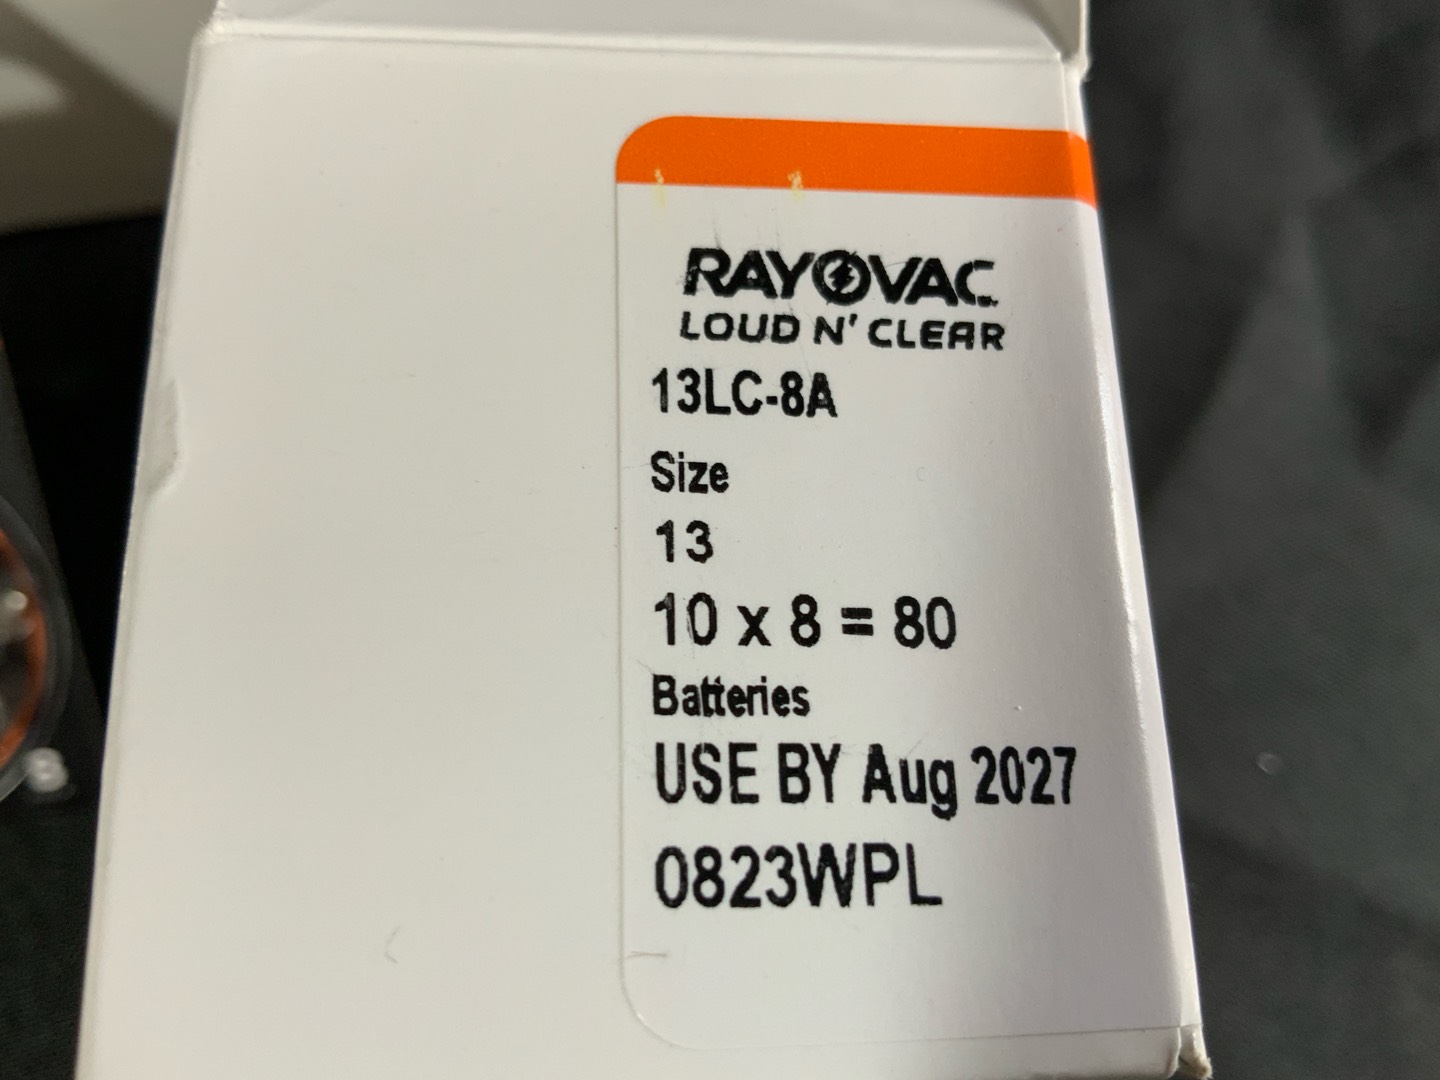 RAYOVAC
LOUD N' CLEAR
13LC-8A
Size
13
10 x 8 = 80
Batteries
USE BY Aug 2027
0823WPL